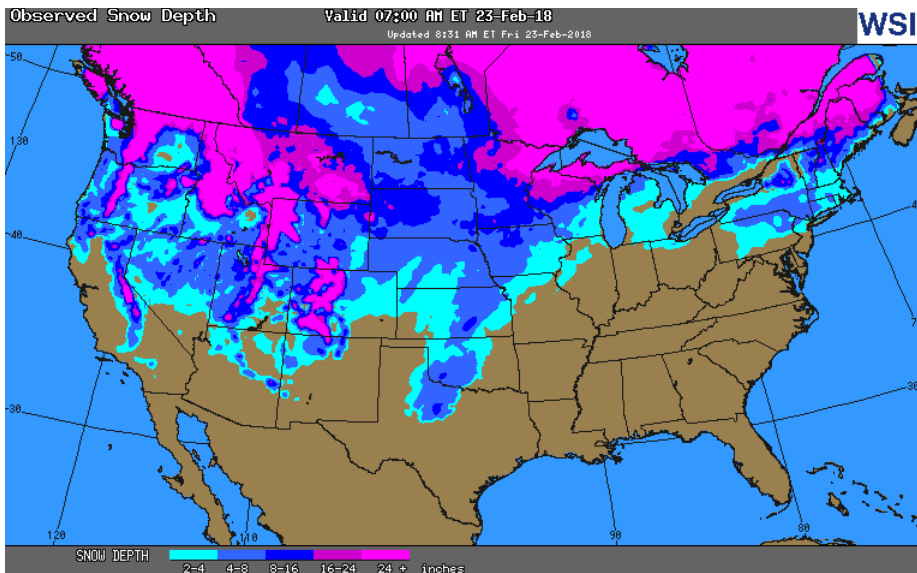 Observed Snow Depth
Valid 07:00 AM ET 23-Feb-18
Updated 8:31 AM ET Fri 23-Feb-2018
WSI
-50
130
-40
-30
120
110
90
80
SNOW DEPTH
2-4 4-8 8-16 16-24 24 + inches